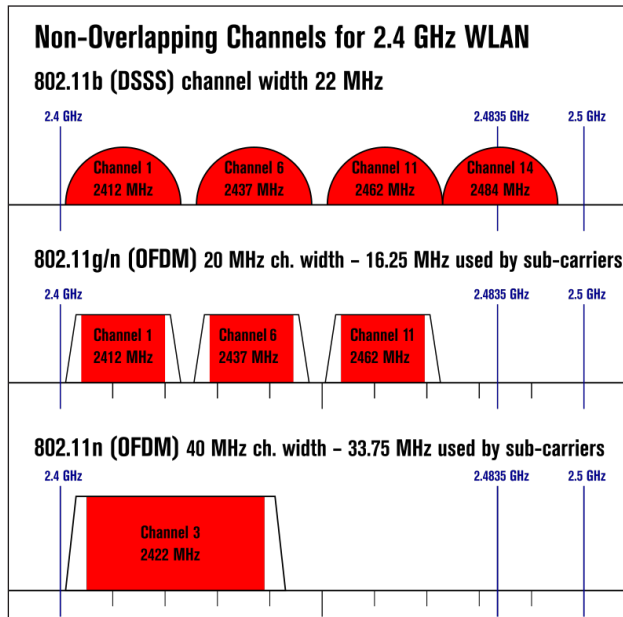 Non-Overlapping Channels for 2.4 GHz WLAN
802.11b (DSSS) channel width 22 MHz
2.4 GHz
2.4835 GHz
2.5 GHz
Channel 1
2412 MHz
Channel 6
2437 MHz
Channel 11
2462 MHz
Channel 14
2484 MHz
802.11g/n (OFDM) 20 MHz ch. width – 16.25 MHz used by sub-carriers
2.4 GHz
2.4835 GHz
2.5 GHz
Channel 1
2412 MHz
Channel 6
2437 MHz
Channel 11
2462 MHz
802.11n (OFDM) 40 MHz ch. width – 33.75 MHz used by sub-carriers
2.4 GHz
2.4835 GHz
2.5 GHz
Channel 3
2422 MHz